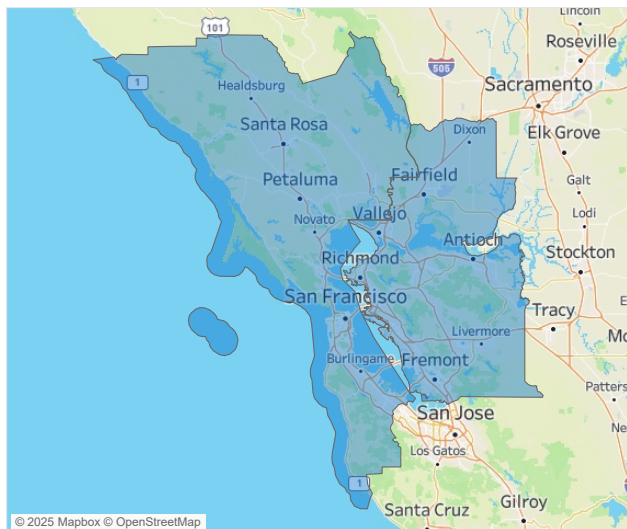 Lincoln
101
Roseville
505
1
Healdsburg
Sacramento
Santa Rosa
Dixon
Elk Grove
Petaluma
Fairfield
Galt
Novato
Vallejo
Lodi
Antioch
Richmond
Stockton
San Francisco
Tracy
Livermore
Burlingame
Fremont
San Jose
Los Gatos
1
Gilroy
Santa Cruz
© 2025 Mapbox © OpenStreetMap